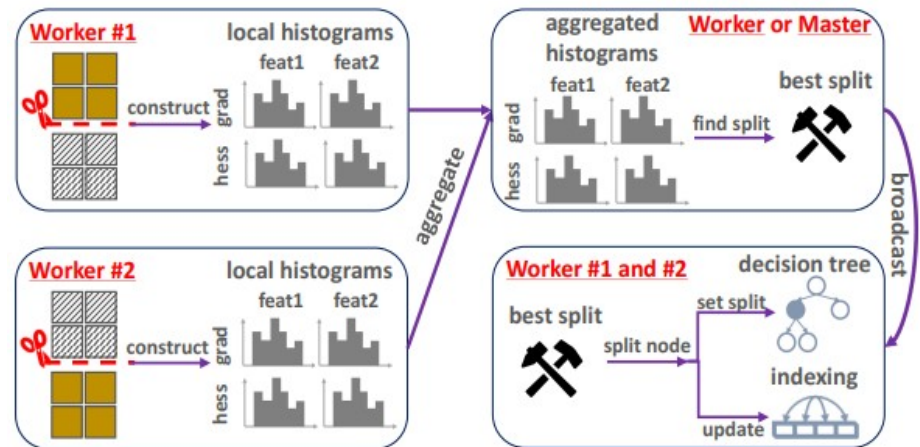 Worker #1
local histograms
feat1 feat2
construct
grad
hess
aggregated
histograms
Worker or Master
feat1 feat2
best split
grad
find split
hess
aggregate
broadcast
Worker #2
local histograms
feat1 feat2
construct
grad
hess
Worker #1 and #2
decision tree
best split
set split
split node
indexing
update